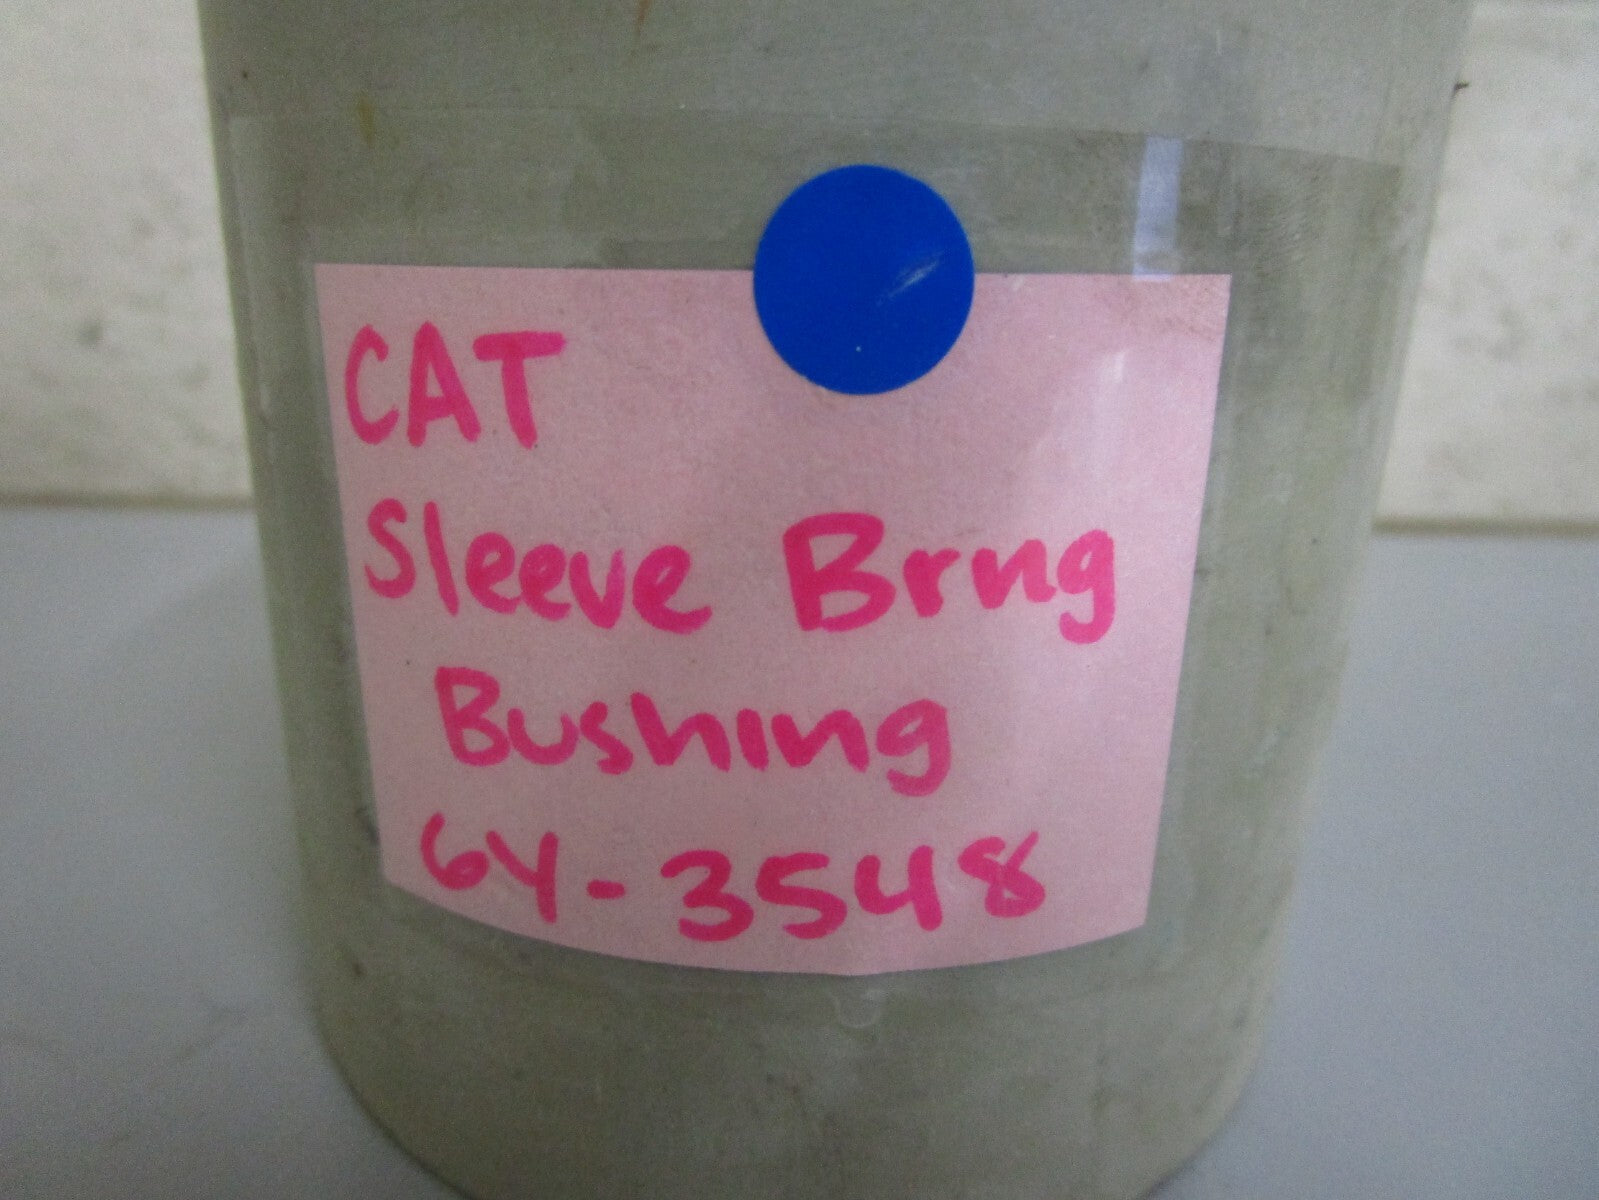 CAT
Sleeve Brng
Bushing
6Y-3548